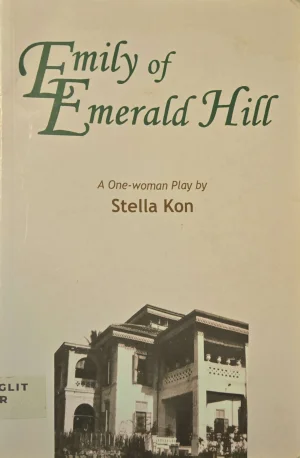 Emily of
Emerald Hill
A One-woman Play by
Stella Kon
GLIT
R